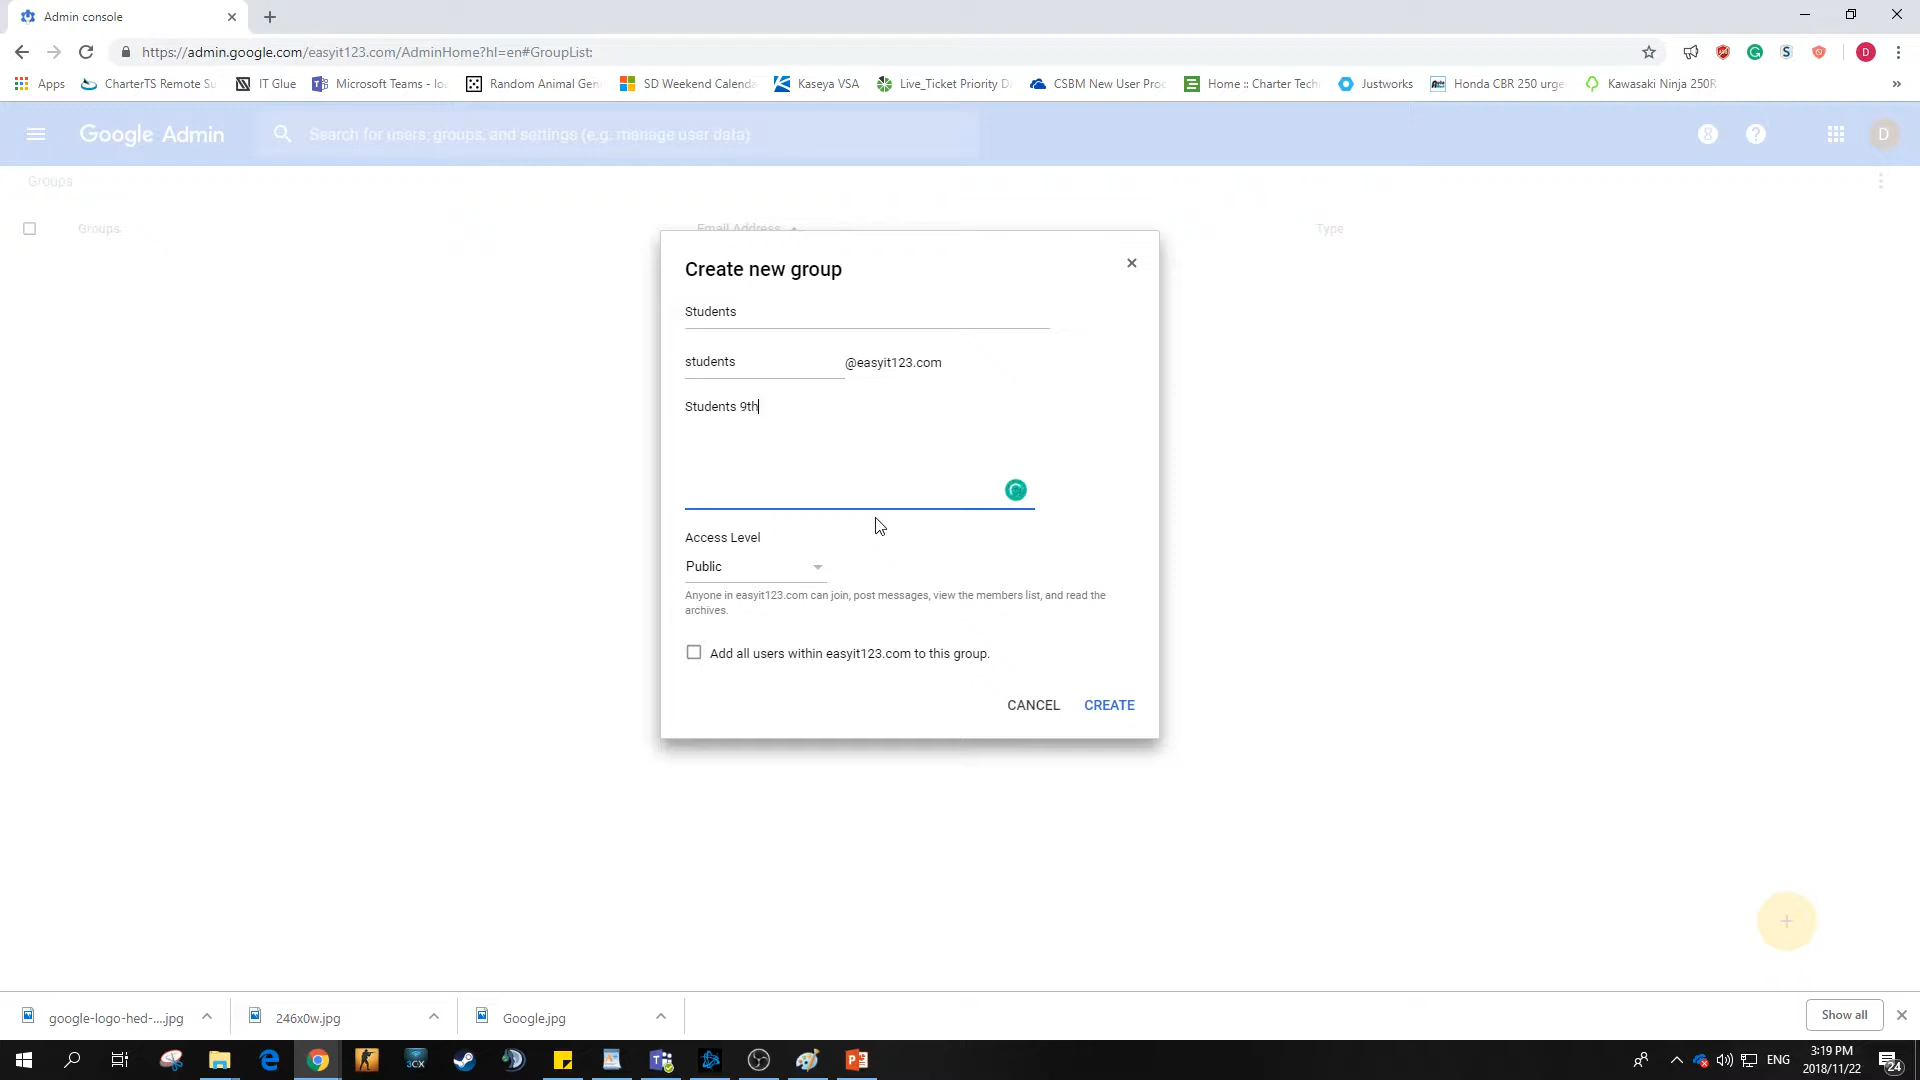 Admin console
https://admin.google.com/easyit123.com/AdminHome?hl=en#GroupList:
D
Apps
CharterTS Remote Su
IT Glue
Microsoft Teams - Ioa
Random Animal Gen
SD Weekend Calenda
Kaseya VSA
Live_Ticket Priority D
CSBM New User Proc
Home :: Charter Tech
Justworks
Honda CBR 250 urge
Kawasaki Ninja 250R
»
Google Admin
Search for users, groups, and settings (e.g. manage user data)
8
?
D
Groups
Groups
Email Address
Type
Create new group
Students
students
@easyit123.com
Students 9th
Access Level
Public
Anyone in easyit123.com can join, post messages, view the members list, and read the
archives.
Add all users within easyit123.com to this group.
CANCEL
CREATE
google-logo-hed-....jpg
246x0w.jpg
Google.jpg
Show all
3CX
ENG
3:19 PM
2018/11/22
24